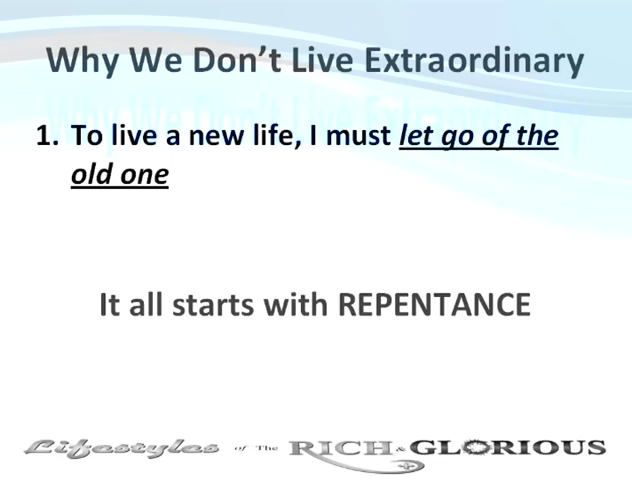 Why We Don't Live Extraordinary
1. To live a new life, I must let go of the
old one
It all starts with REPENTANCE
Lifestyles of The RICH & GLORIOUS